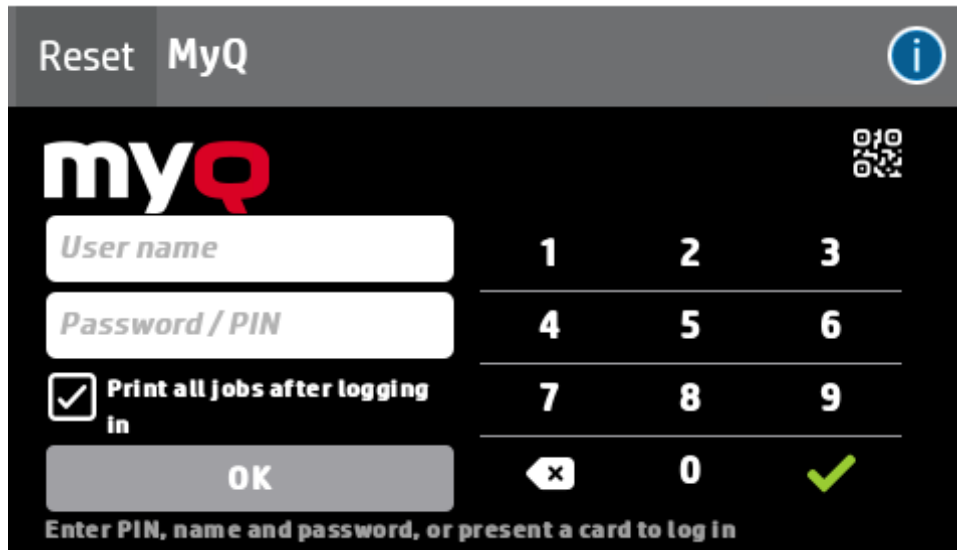 Reset MyQ i
myQ
User name
Password / PIN
Print all jobs after logging
in
OK
1 2 3
4 5 6
7 8 9
0
Enter PIN, name and password, or present a card to log in